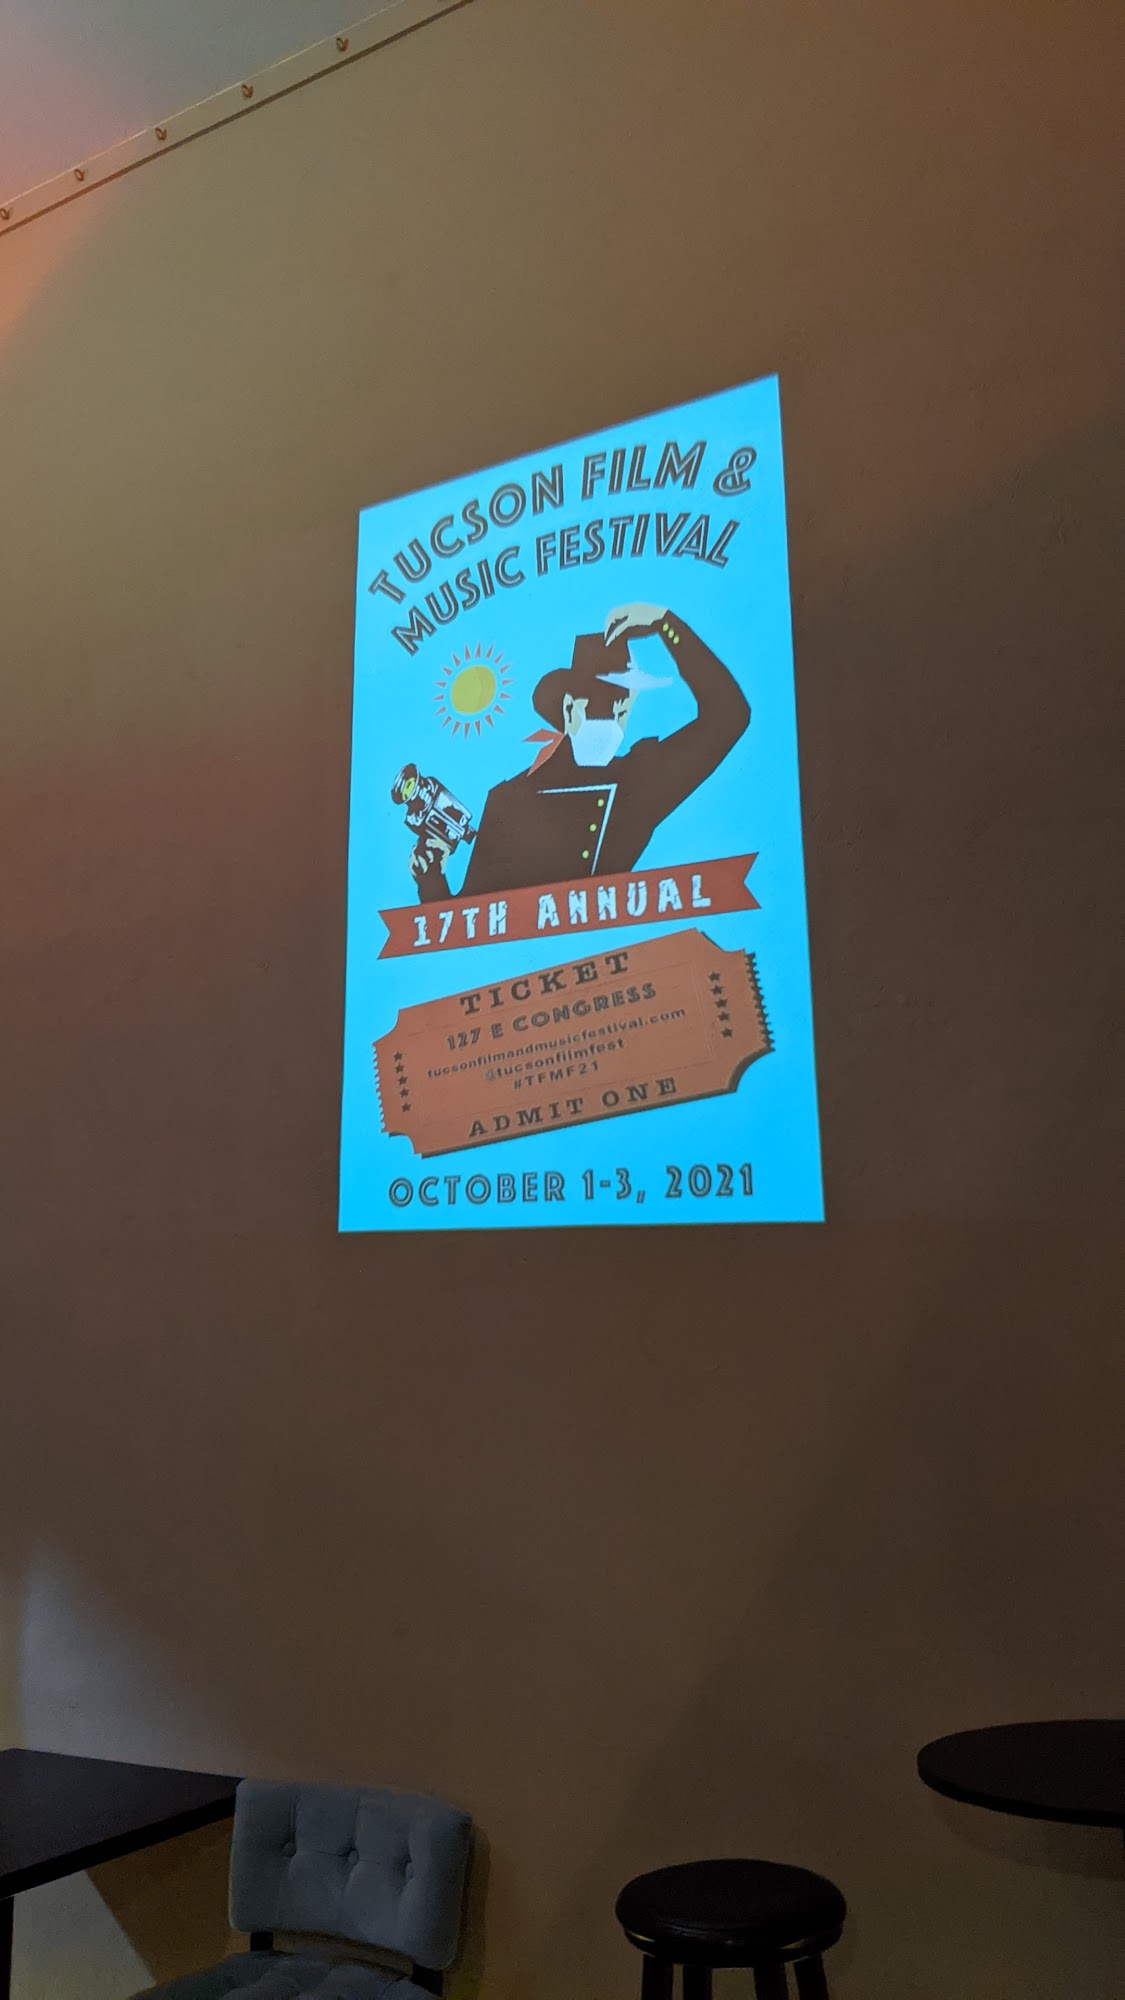 TUCSON FILM &
MUSIC FESTIVAL
17TH ANNUAL
TICKET
127 E CONGRESS
tucsonfilmandmusicfestival.com
@tucsonfilmfest
#TFMF21
ADMIT ONE
OCTOBER 1-3, 2021